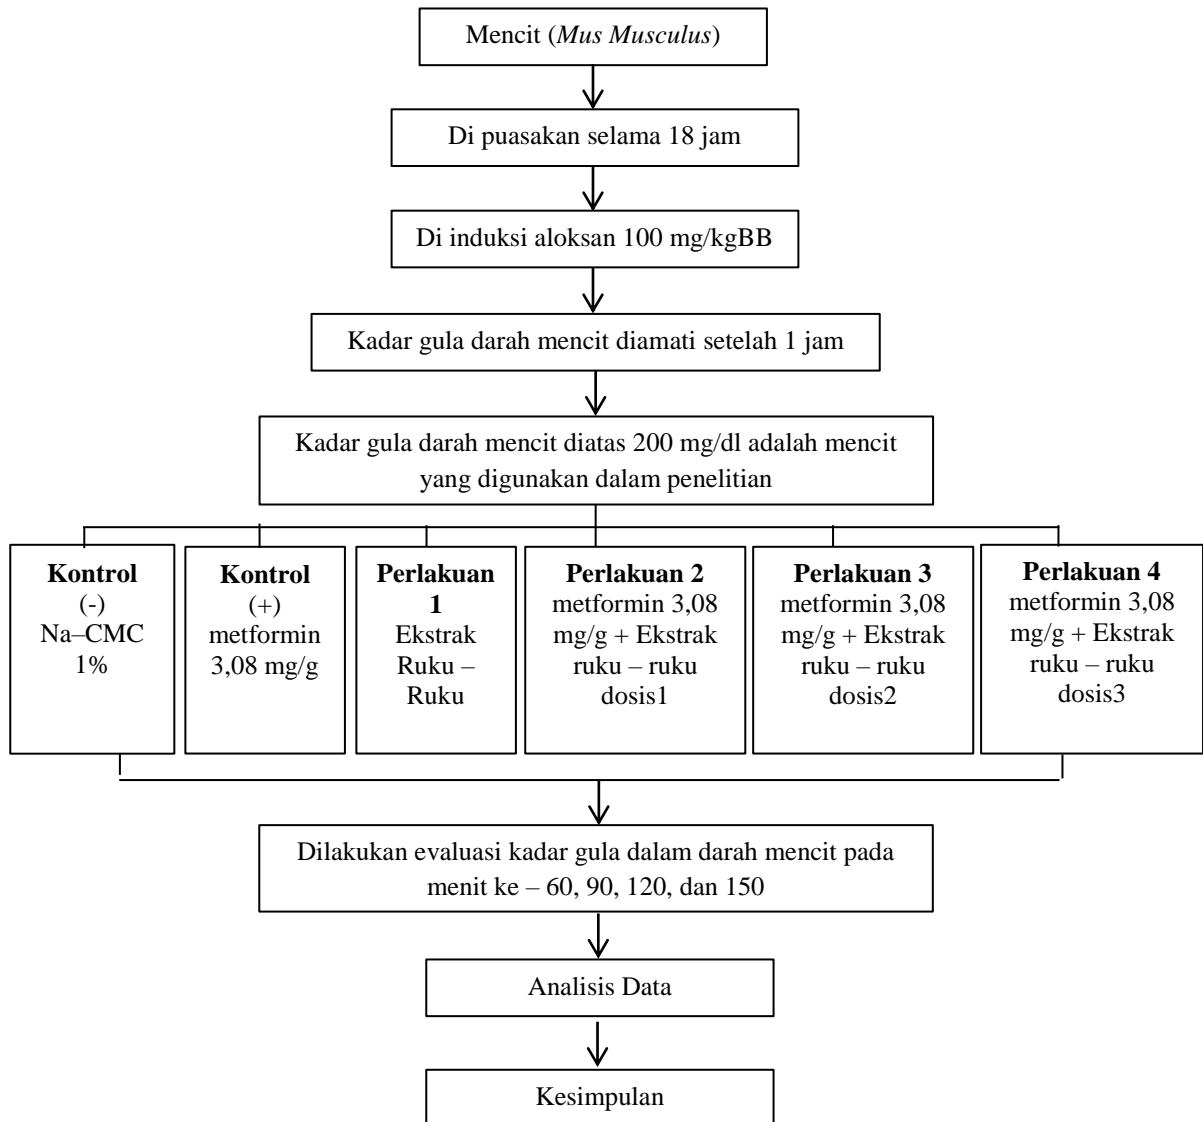 Mencit (Mus Musculus)
Di puasakan selama 18 jam
Di induksi aloksan 100 mg/kgBB
Kadar gula darah mencit diamati setelah 1 jam
Kadar gula darah mencit diatas 200 mg/dl adalah mencit
yang digunakan dalam penelitian
Kontrol
(-)
Na–CMC
1%
Kontrol
(+)
metformin
3,08 mg/g
Perlakuan
1
Ekstrak
Ruku –
Ruku
Perlakuan 2
metformin 3,08
mg/g + Ekstrak
ruku – ruku
dosis1
Perlakuan 3
metformin 3,08
mg/g + Ekstrak
ruku – ruku
dosis2
Perlakuan 4
metformin 3,08
mg/g + Ekstrak
ruku – ruku
dosis3
Dilakukan evaluasi kadar gula dalam darah mencit pada
menit ke – 60, 90, 120, dan 150
Analisis Data
Kesimpulan